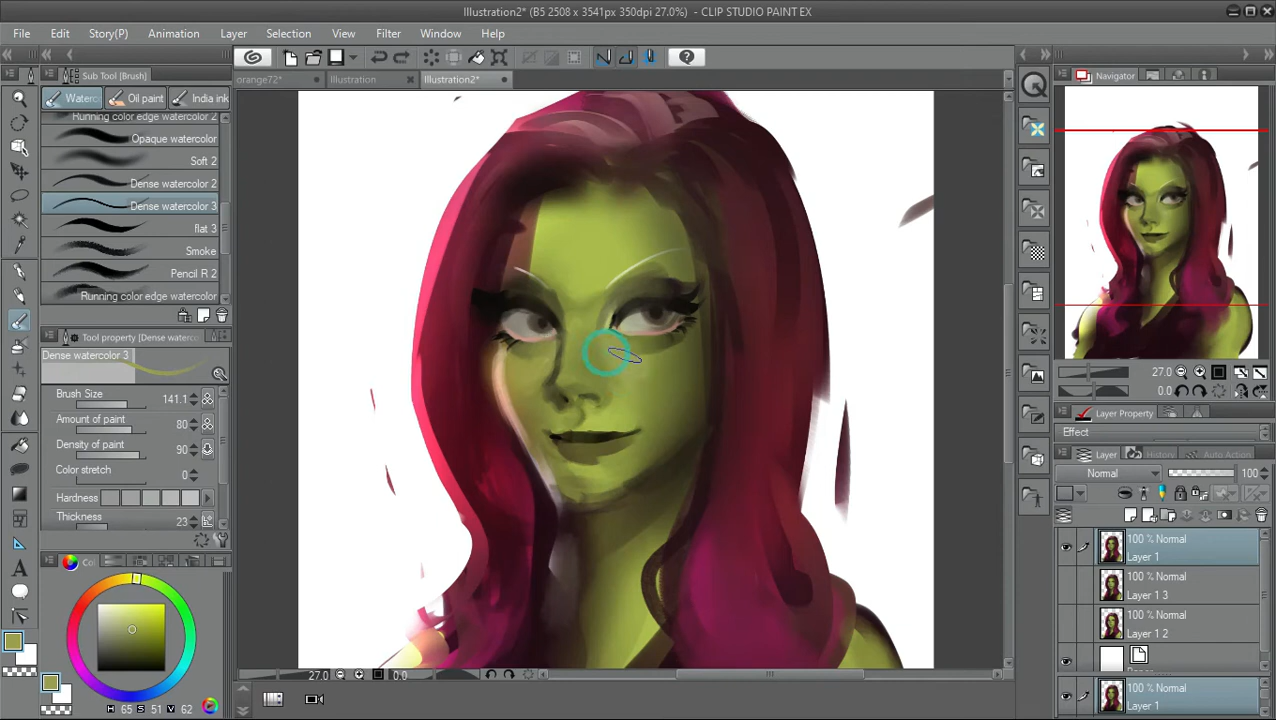 Illustration2* (B5 2508 x 3541px 350dpi 27.0%) - CLIP STUDIO PAINT EX
File Edit Story(P) Animation Layer Selection View Filter Window Help
Sub Tool [Brush]
orange72* Illustration Illustration2*
Navigator
Waterc Oil paint India ink
Running color edge watercolor 2
Opaque watercolor
Soft 2
Dense watercolor 2
Dense watercolor 3
flat 3
Smoke
Pencil R 2
Running color edge watercolor
Tool property [Dense watercolor
Dense watercolor 3
Brush Size 141.1
Amount of paint 80
Density of paint 90
Color stretch 0
Hardness
Thickness 23
Co
H 65 S 51 V 62
27.0 0.0
27.0
0.0
Layer Property
Effect
Layer History Auto Action
Normal 100
100 % Normal
Layer 1
100 % Normal
Layer 1 3
100 % Normal
Layer 1 2
100 % Normal
Layer 1